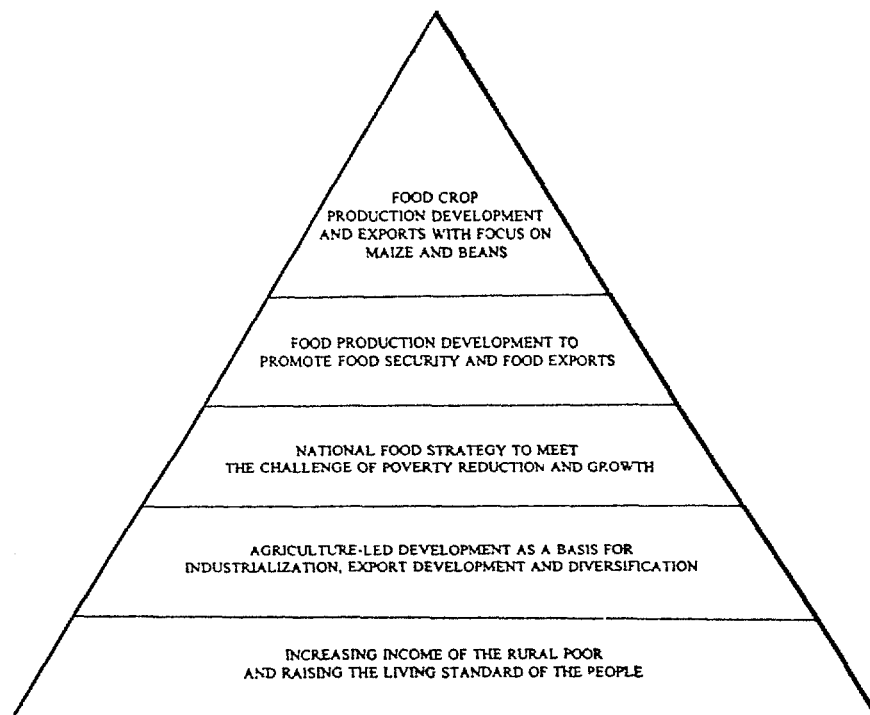 FOOD CROP
PRODUCTION DEVELOPMENT
AND EXPORTS WITH FOCUS ON
MAIZE AND BEANS
FOOD PRODUCTION DEVELOPMENT TO
PROMOTE FOOD SECURITY AND FOOD EXPORTS
NATIONAL FOOD STRATEGY TO MEET
THE CHALLENGE OF POVERTY REDUCTION AND GROWTH
AGRICULTURE-LED DEVELOPMENT AS A BASIS FOR
INDUSTRIALIZATION, EXPORT DEVELOPMENT AND DIVERSIFICATION
INCREASING INCOME OF THE RURAL POOR
AND RAISING THE LIVING STANDARD OF THE PEOPLE